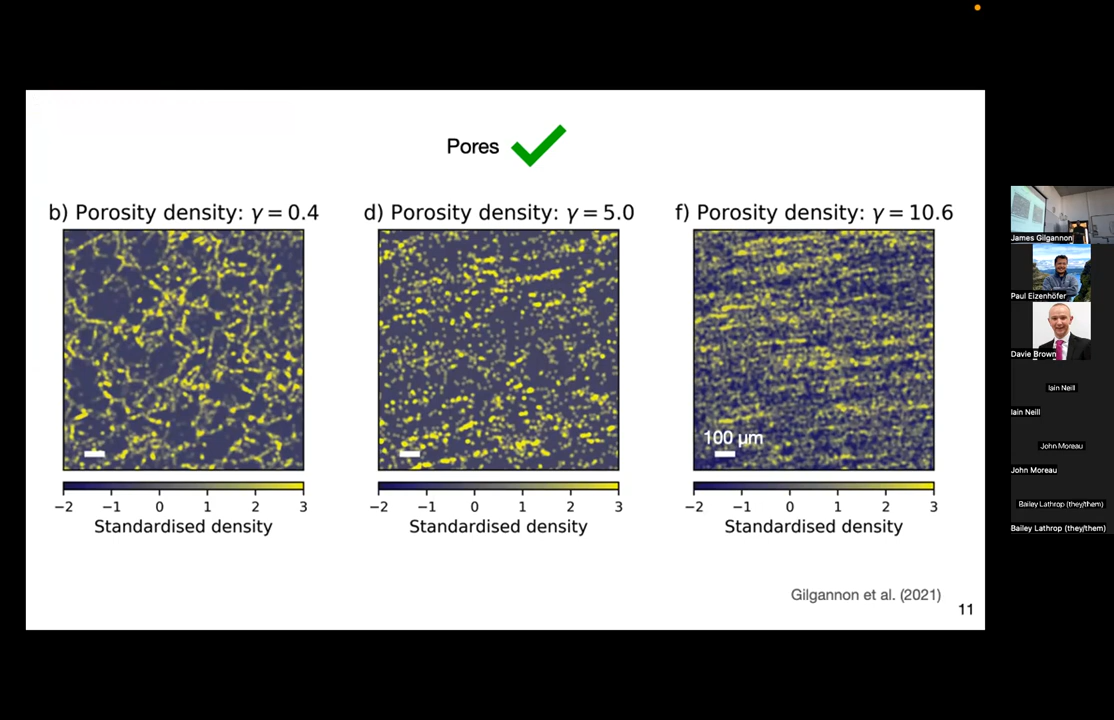 Pores
b) Porosity density: γ = 0.4
d) Porosity density: γ = 5.0
f) Porosity density: γ = 10.6
100 μm
−2 −1 0 1 2 3
−2 −1 0 1 2 3
−2 −1 0 1 2 3
Standardised density
Standardised density
Standardised density
Gilgannon et al. (2021)
11
James Gilgannon
Paul Eizenhöfer
Davie Brown
Iain Neill
Iain Neill
John Moreau
John Moreau
Bailey Lathrop (they/them)
Bailey Lathrop (they/them)